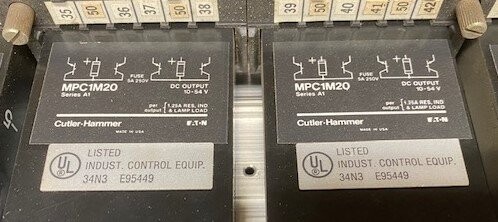 35
50
41
50
38
39
50
41
50
42
FUSE
5A 250V
MPC1M20
Series A1
DC OUTPUT
10-54 V
per
output
1.25A RES, IND
& LAMP LOAD
Cutler-Hammer
MADE IN USA
E·T·N
UL
LISTED
INDUST. CONTROL EQUIP.
34N3 E95449
FUSE
5A 250V
MPC1M20
Series A1
DC OUTPUT
10-54 V
per
output
1.25A RES, IND
& LAMP LOAD
Cutler-Hammer
MADE IN USA
E·T·N
UL
LISTED
INDUST. CONTROL EQUIP.
34N3 E95449